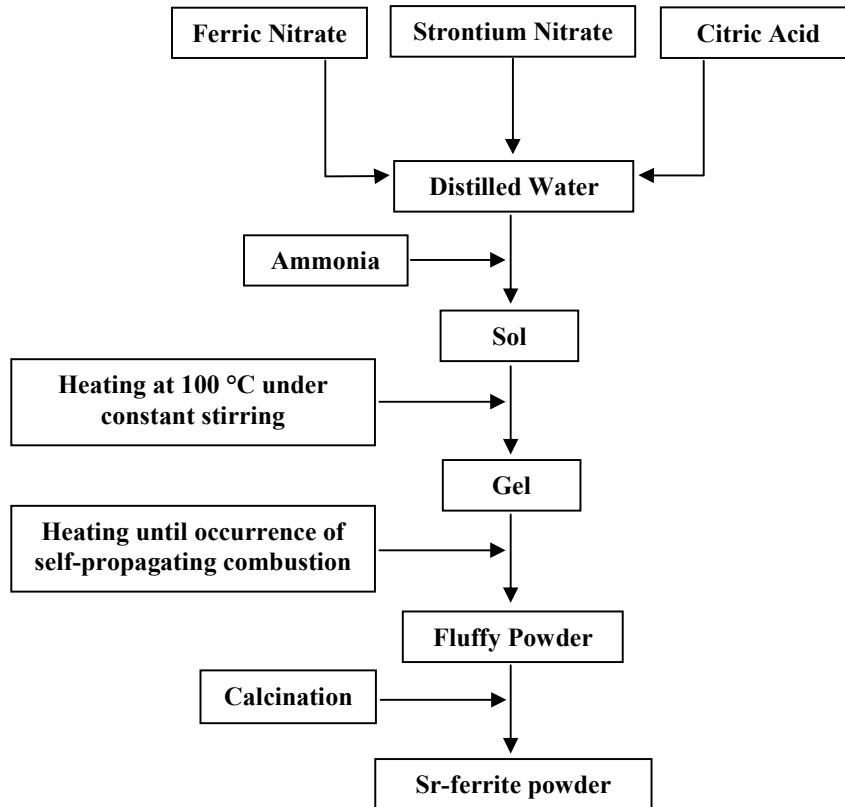 Ferric Nitrate
Strontium Nitrate
Citric Acid
Distilled Water
Ammonia
Sol
Heating at 100 °C under
constant stirring
Gel
Heating until occurrence of
self-propagating combustion
Fluffy Powder
Calcination
Sr-ferrite powder